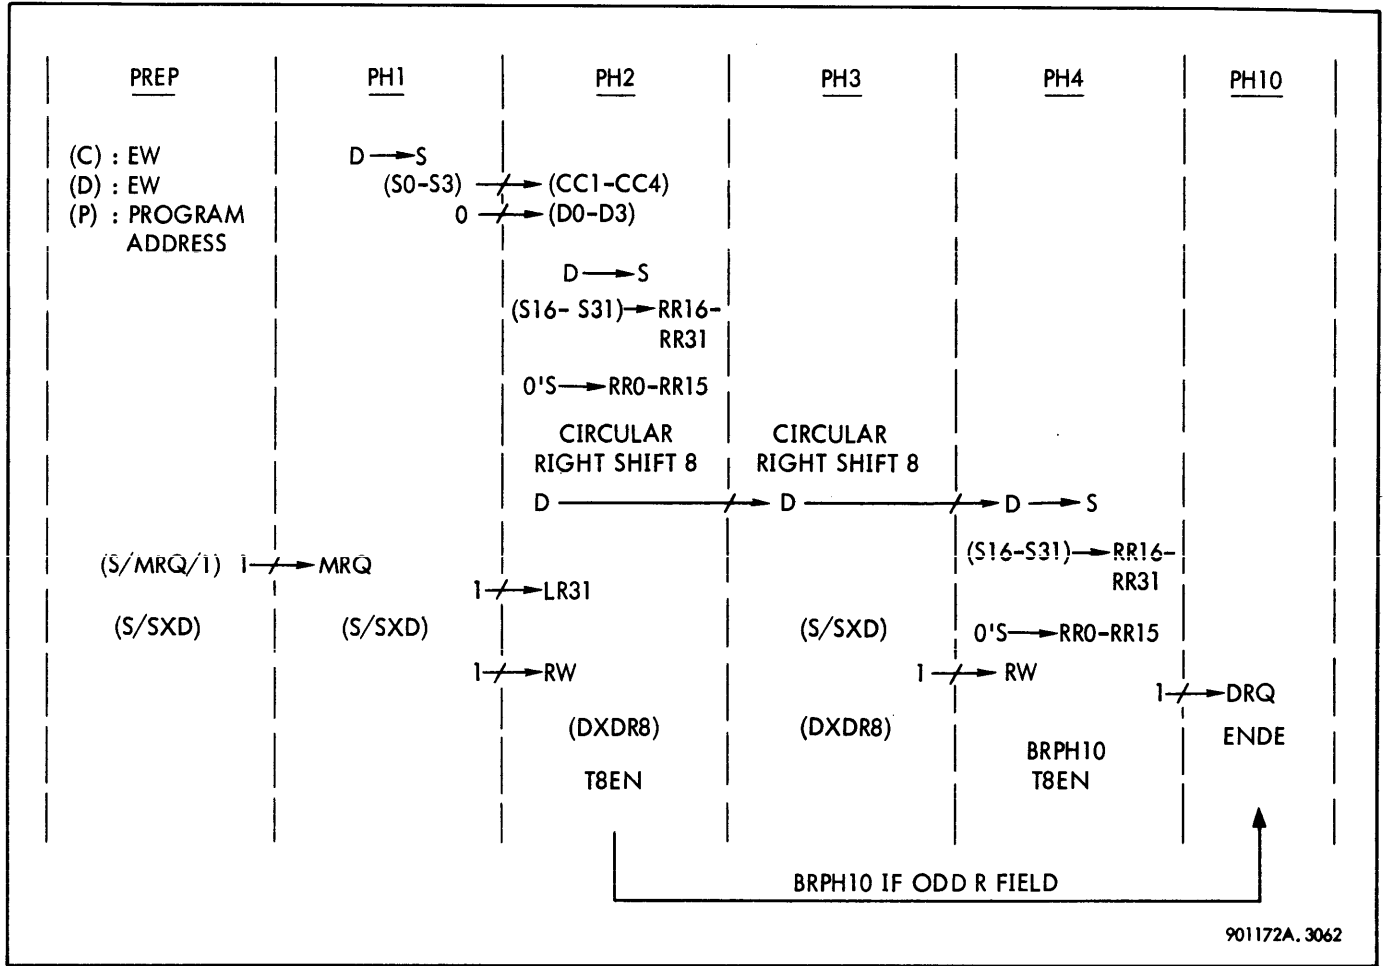 PREP PH1 PH2 PH3 PH4 PH10
(C) : EW
(D) : EW
(P) : PROGRAM
ADDRESS
D → S
(S0-S3) → (CC1-CC4)
0 → (D0-D3)
D → S
(S16- S31) → RR16-
RR31
0'S → RR0-RR15
CIRCULAR
RIGHT SHIFT 8
CIRCULAR
RIGHT SHIFT 8
D → D → D → S
(S16-S31) → RR16-
RR31
(S/MRQ/1) 1 → MRQ
1 → LR31
(S/SXD) (S/SXD) (S/SXD) 0'S → RR0-RR15
1 → RW 1 → RW
1 → DRQ
(DXDR8) (DXDR8) ENDE
BRPH10
T8EN T8EN
BRPH10 IF ODD R FIELD
901172A. 3062